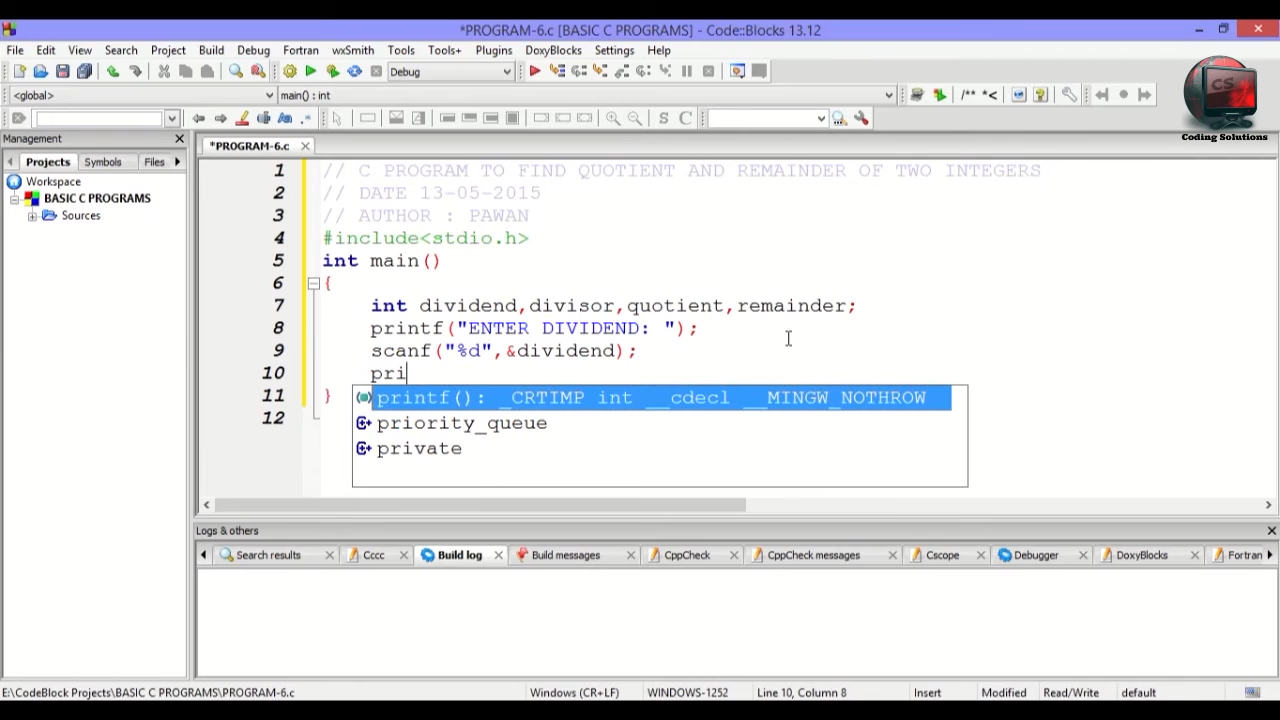 *PROGRAM-6.c [BASIC C PROGRAMS] - Code::Blocks 13.12
File Edit View Search Project Build Debug Fortran wxSmith Tools Tools+ Plugins DoxyBlocks Settings Help
Debug
<global> main() : int /** *<
.* S C
CS
Coding Solutions
Management
Projects Symbols Files
Workspace
BASIC C PROGRAMS
Sources
*PROGRAM-6.c
1 // C PROGRAM TO FIND QUOTIENT AND REMAINDER OF TWO INTEGERS
2 // DATE 13-05-2015
3 // AUTHOR : PAWAN
4 #include<stdio.h>
5 int main()
6 {
7 int dividend,divisor,quotient,remainder;
8 printf("ENTER DIVIDEND: ");
9 scanf("%d",&dividend);
10 pri
11 }
12
printf(): _CRTIMP int __cdecl __MINGW_NOTHROW
priority_queue
private
Logs & others
Search results Cccc Build log Build messages CppCheck CppCheck messages Cscope Debugger DoxyBlocks Fortran
E:\CodeBlock Projects\BASIC C PROGRAMS\PROGRAM-6.c Windows (CR+LF) WINDOWS-1252 Line 10, Column 8 Insert Modified Read/Write default